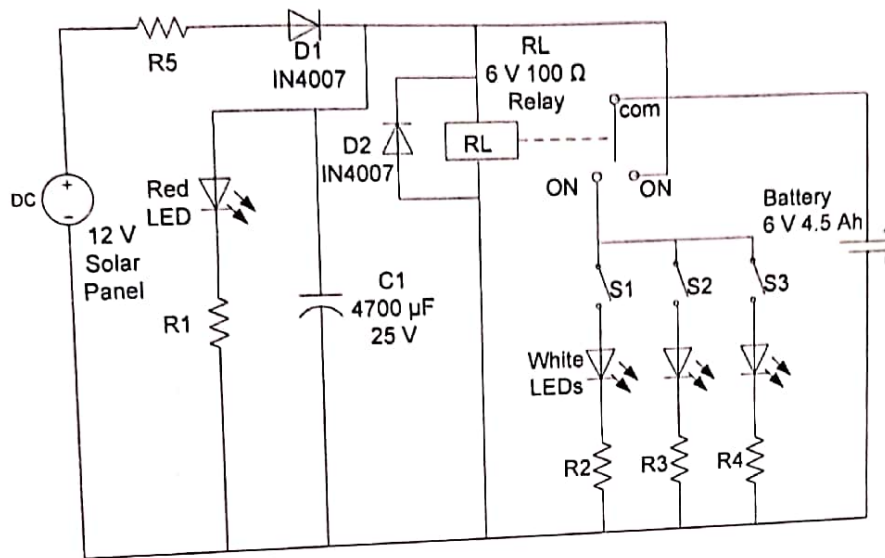 R5
D1
IN4007
RL
6 V 100 Ω
Relay
com
D2
IN4007
RL
ON
ON
DC
+
-
Red
LED
12 V
Solar
Panel
Battery
6 V 4.5 Ah
C1
4700 µF
25 V
R1
S1
S2
S3
White
LEDs
R2
R3
R4